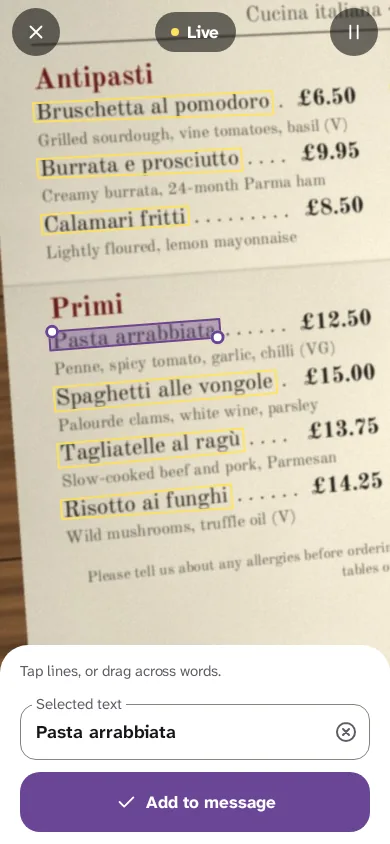 Cucina italiana
Live
Antipasti
Bruschetta al pomodoro . £6.50
Grilled sourdough, vine tomatoes, basil (V)
Burrata e prosciutto . . . . £9.95
Creamy burrata, 24-month Parma ham
Calamari fritti . . . . . . . . . £8.50
Lightly floured, lemon mayonnaise
Primi
Pasta arrabbiata . . . . . . £12.50
Penne, spicy tomato, garlic, chilli (VG)
Spaghetti alle vongole . £15.00
Palourde clams, white wine, parsley
Tagliatelle al ragù . . . . £13.75
Slow-cooked beef and pork, Parmesan
Risotto ai funghi . . . . . . £14.25
Wild mushrooms, truffle oil (V)
Please tell us about any allergies before
tables
Tap lines, or drag across words.
Selected text
Pasta arrabbiata
Add to message